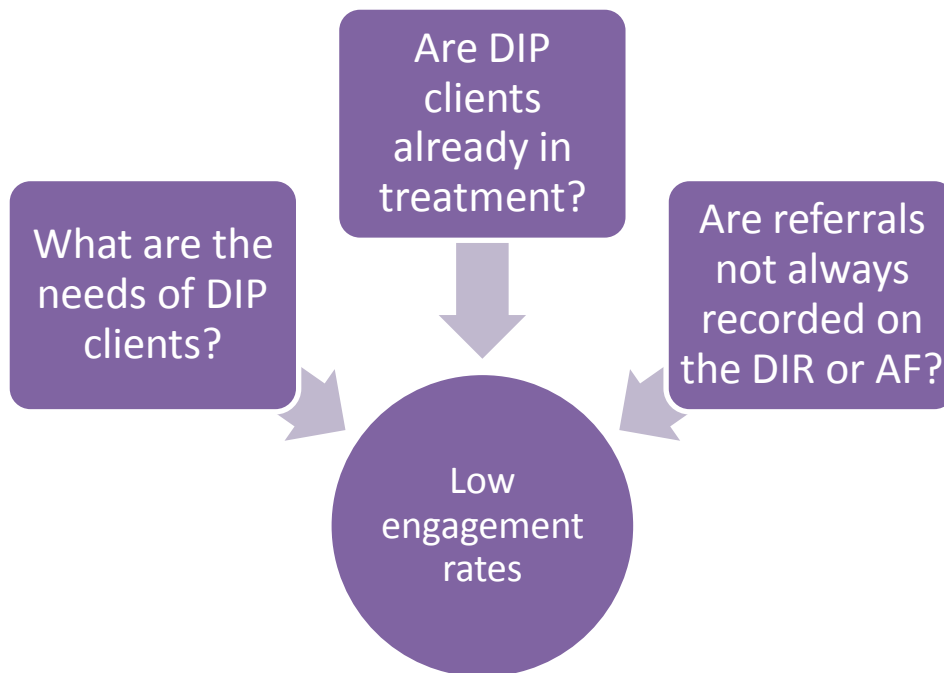 Are DIP
clients
already in
treatment?
What are the
needs of DIP
clients?
Are referrals
not always
recorded on
the DIR or AF?
Low
engagement
rates